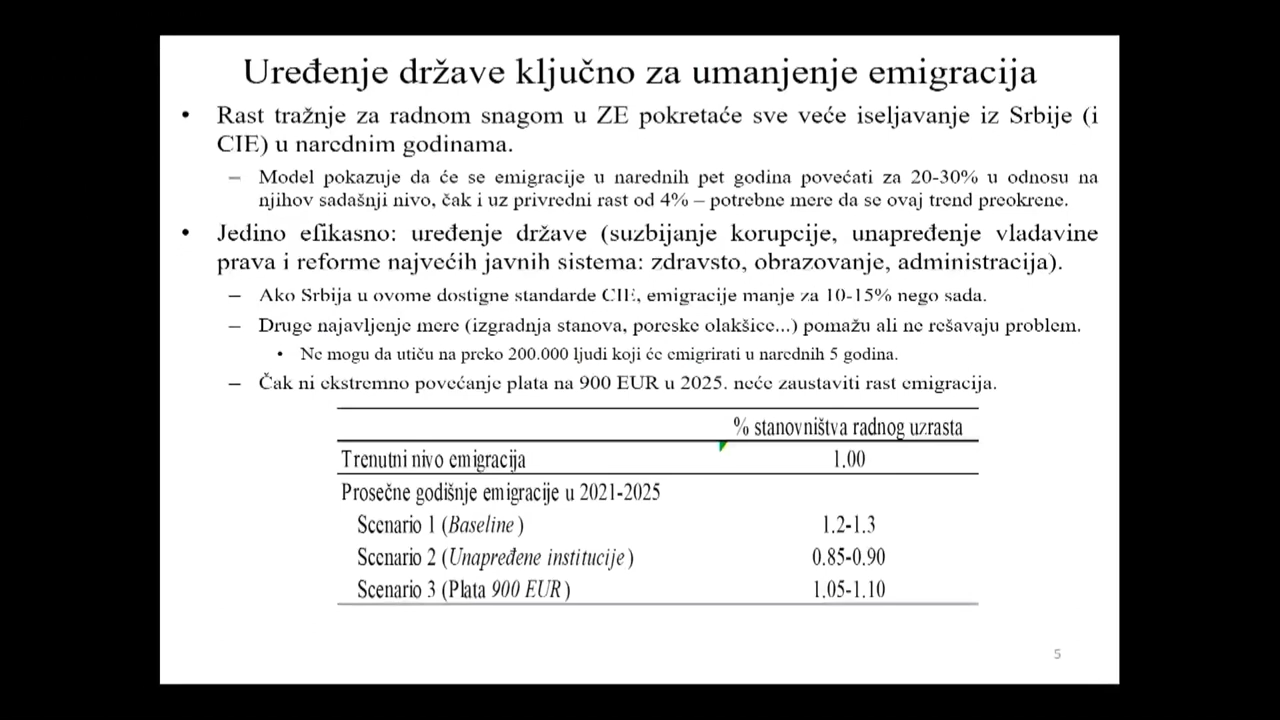 Uređenje države ključno za umanjenje emigracija
• Rast tražnje za radnom snagom u ZE pokretaće sve veće iseljavanje iz Srbije (i
CIE) u narednim godinama.
– Model pokazuje da će se emigracije u narednih pet godina povećati za 20-30% u odnosu na
njihov sadašnji nivo, čak i uz privredni rast od 4% – potrebne mere da se ovaj trend preokrene.
• Jedino efikasno: uređenje države (suzbijanje korupcije, unapređenje vladavine
prava i reforme najvećih javnih sistema: zdravsto, obrazovanje, administracija).
– Ako Srbija u ovome dostigne standarde CIE, emigracije manje za 10-15% nego sada.
– Druge najavljenje mere (izgradnja stanova, poreske olakšice...) pomažu ali ne rešavaju problem.
• Ne mogu da utiču na preko 200.000 ljudi koji će emigrirati u narednih 5 godina.
– Čak ni ekstremno povećanje plata na 900 EUR u 2025. neće zaustaviti rast emigracija.
% stanovništva radnog uzrasta
Trenutni nivo emigracija 1.00
Prosečne godišnje emigracije u 2021-2025
Scenario 1 (Baseline) 1.2-1.3
Scenario 2 (Unapređene institucije) 0.85-0.90
Scenario 3 (Plata 900 EUR) 1.05-1.10
5